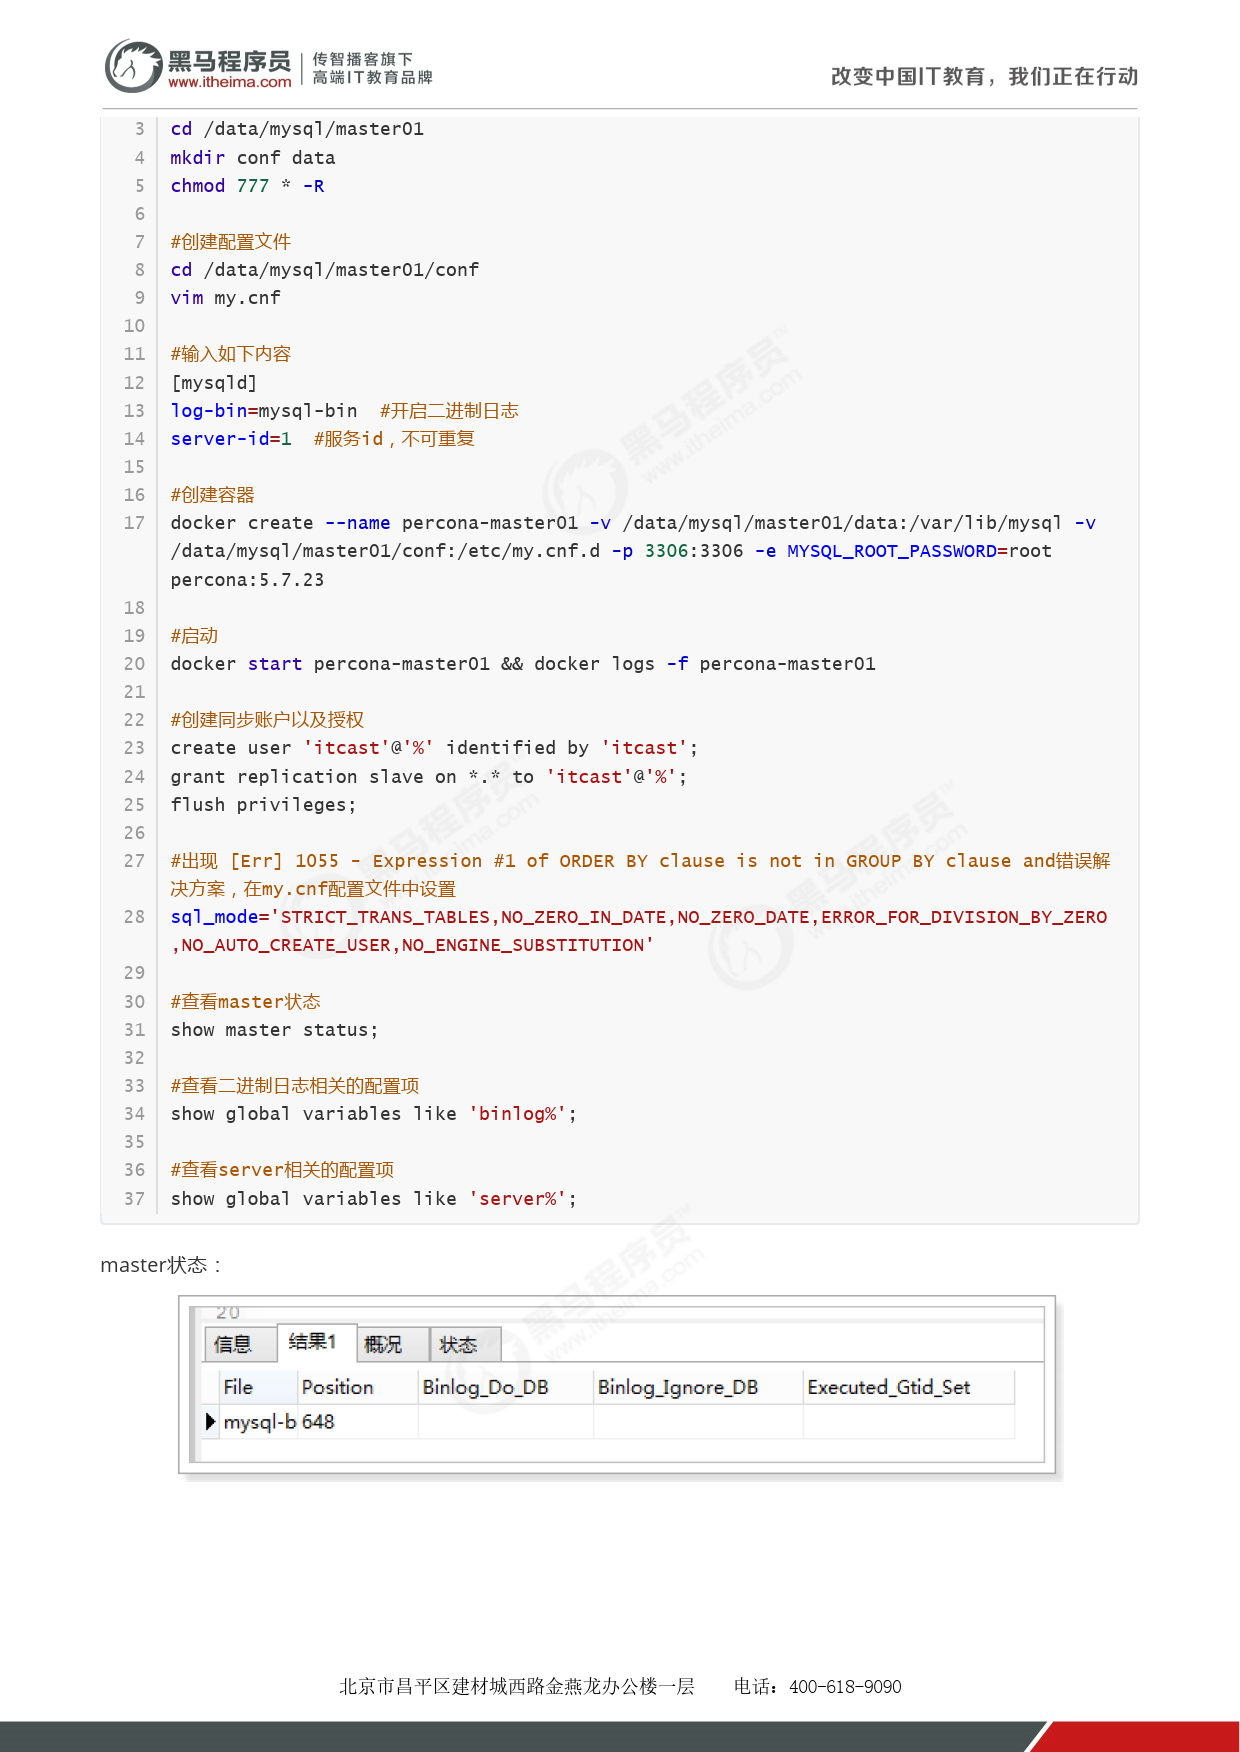 黑马程序员
www.itheima.com
传智播客旗下
高端IT教育品牌
改变中国IT教育，我们正在行动
3 cd /data/mysql/master01
4 mkdir conf data
5 chmod 777 * -R
6
7 #创建配置文件
8 cd /data/mysql/master01/conf
9 vim my.cnf
10
11 #输入如下内容
12 [mysqld]
13 log-bin=mysql-bin  #开启二进制日志
14 server-id=1  #服务id，不可重复
15
16 #创建容器
17 docker create --name percona-master01 -v /data/mysql/master01/data:/var/lib/mysql -v
/data/mysql/master01/conf:/etc/my.cnf.d -p 3306:3306 -e MYSQL_ROOT_PASSWORD=root
percona:5.7.23
18
19 #启动
20 docker start percona-master01 && docker logs -f percona-master01
21
22 #创建同步账户以及授权
23 create user 'itcast'@'%' identified by 'itcast';
24 grant replication slave on *.* to 'itcast'@'%';
25 flush privileges;
26
27 #出现 [Err] 1055 - Expression #1 of ORDER BY clause is not in GROUP BY clause and错误解
决方案，在my.cnf配置文件中设置
28 sql_mode='STRICT_TRANS_TABLES,NO_ZERO_IN_DATE,NO_ZERO_DATE,ERROR_FOR_DIVISION_BY_ZERO
,NO_AUTO_CREATE_USER,NO_ENGINE_SUBSTITUTION'
29
30 #查看master状态
31 show master status;
32
33 #查看二进制日志相关的配置项
34 show global variables like 'binlog%';
35
36 #查看server相关的配置项
37 show global variables like 'server%';
master状态：
20
信息 结果1 概况 状态
File Position Binlog_Do_DB Binlog_Ignore_DB Executed_Gtid_Set
mysql-b 648
北京市昌平区建材城西路金燕龙办公楼一层 电话：400-618-9090